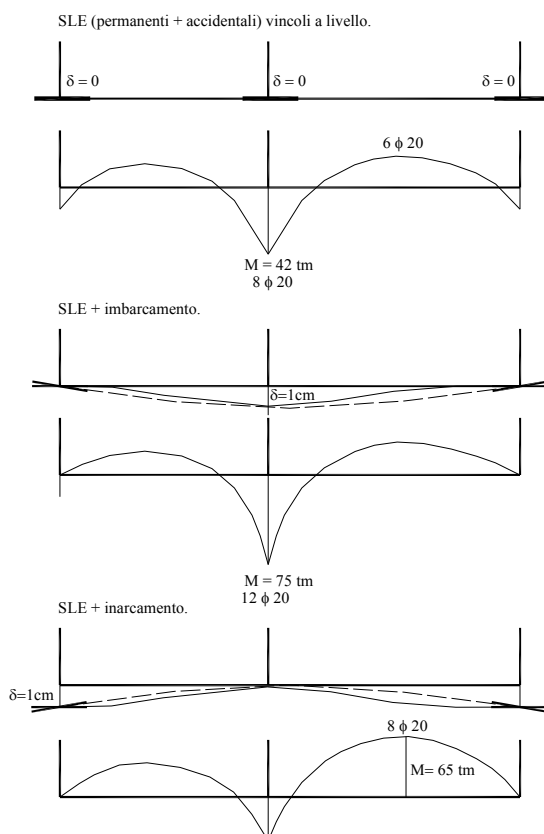 SLE (permanenti + accidentali) vincoli a livello.
δ = 0 δ = 0 δ = 0
6 ϕ 20
M = 42 tm
8 ϕ 20
SLE + imbarcamento.
δ=1cm
M = 75 tm
12 ϕ 20
SLE + inarcamento.
δ=1cm
8 ϕ 20
M= 65 tm